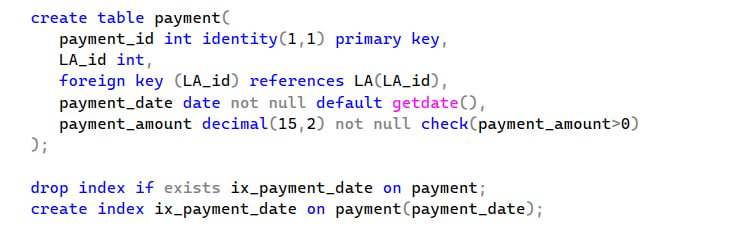 create table payment(
payment_id int identity(1,1) primary key,
LA_id int,
foreign key (LA_id) references LA(LA_id),
payment_date date not null default getdate(),
payment_amount decimal(15,2) not null check(payment_amount>0)
);
drop index if exists ix_payment_date on payment;
create index ix_payment_date on payment(payment_date);